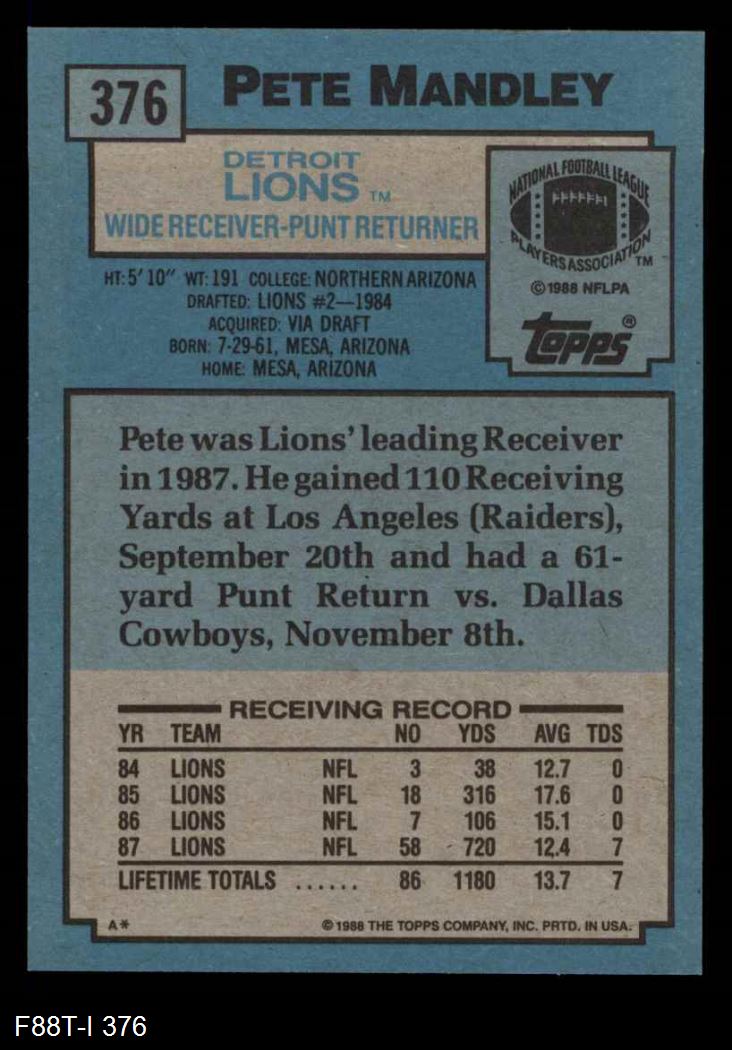 376
PETE MANDLEY
DETROIT
LIONS ™
WIDE RECEIVER-PUNT RETURNER
NATIONAL FOOTBALL LEAGUE
PLAYERS ASSOCIATION ™
© 1988 NFLPA
topps®
HT: 5' 10" WT: 191 COLLEGE: NORTHERN ARIZONA
DRAFTED: LIONS #2—1984
ACQUIRED: VIA DRAFT
BORN: 7-29-61, MESA, ARIZONA
HOME: MESA, ARIZONA
Pete was Lions' leading Receiver
in 1987. He gained 110 Receiving
Yards at Los Angeles (Raiders),
September 20th and had a 61-
yard Punt Return vs. Dallas
Cowboys, November 8th.
RECEIVING RECORD
YR TEAM NO YDS AVG TDS
84 LIONS NFL 3 38 12.7 0
85 LIONS NFL 18 316 17.6 0
86 LIONS NFL 7 106 15.1 0
87 LIONS NFL 58 720 12.4 7
LIFETIME TOTALS ...... 86 1180 13.7 7
A* © 1988 THE TOPPS COMPANY, INC. PRTD. IN USA.
F88T-I 376